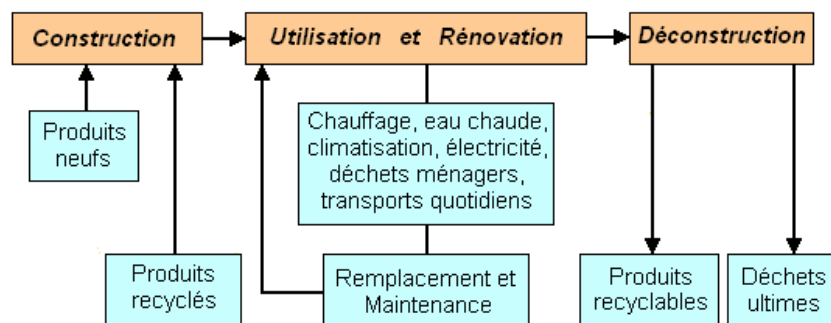 Construction
Utilisation et Rénovation
Déconstruction
Produits
neufs
Chauffage, eau chaude,
climatisation, électricité,
déchets ménagers,
transports quotidiens
Produits
recyclés
Remplacement et
Maintenance
Produits
recyclables
Déchets
ultimes